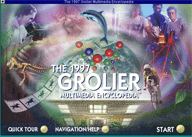 The 1997 Grolier Multimedia Encyclopedia
THE 1997
GROLIER
MULTIMEDIA ENCYCLOPEDIA
QUICK TOUR
NAVIGATION HELP
START